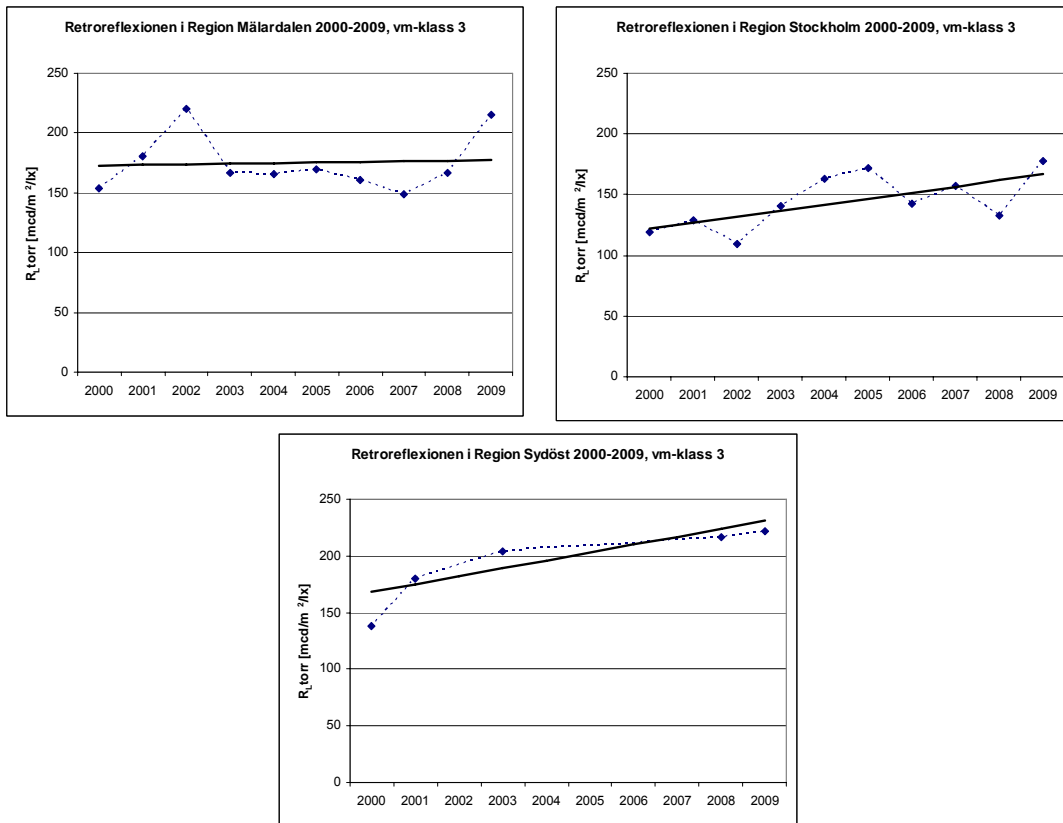 Retroreflexionen i Region Mälardalen 2000-2009, vm-klass 3
250
200
150
100
50
0
R_L torr [mcd/m²/lx]
2000 2001 2002 2003 2004 2005 2006 2007 2008 2009
Retroreflexionen i Region Stockholm 2000-2009, vm-klass 3
250
200
150
100
50
0
R_L torr [mcd/m²/lx]
2000 2001 2002 2003 2004 2005 2006 2007 2008 2009
Retroreflexionen i Region Sydöst 2000-2009, vm-klass 3
250
200
150
100
50
0
R_L torr [mcd/m²/lx]
2000 2001 2002 2003 2004 2005 2006 2007 2008 2009